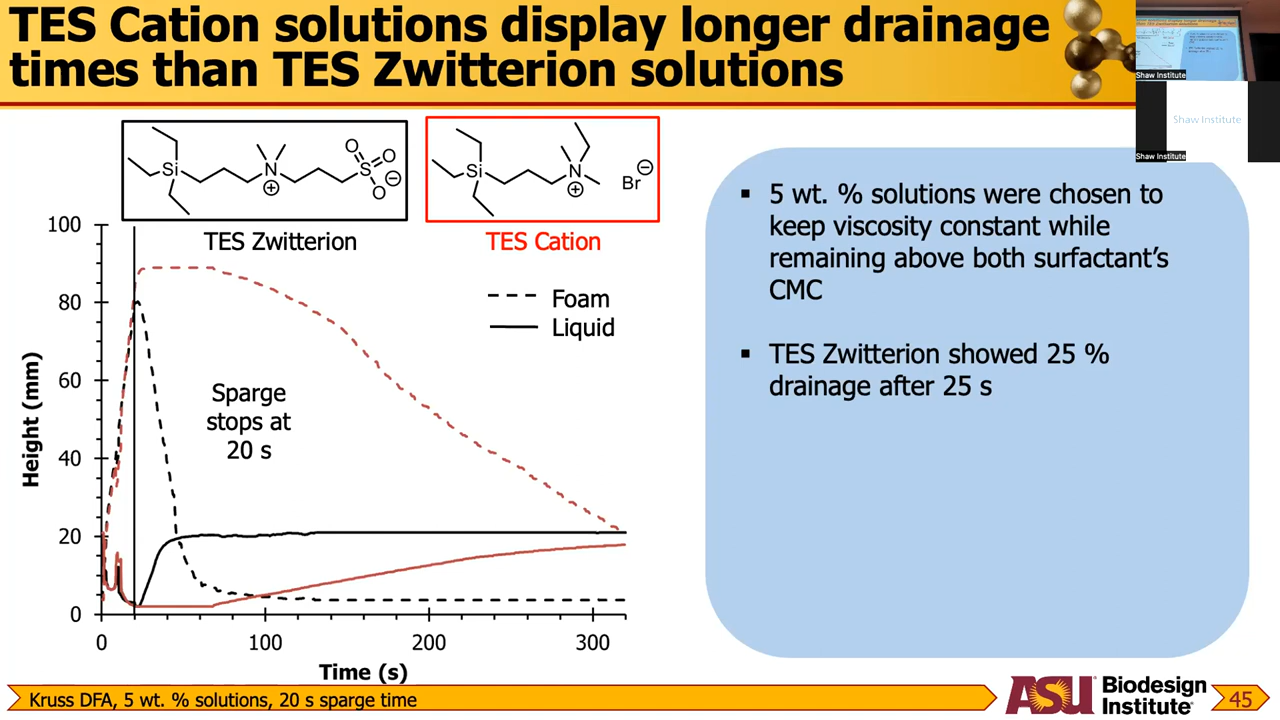 TES Cation solutions display longer drainage
times than TES Zwitterion solutions
Shaw Institute
Shaw Institute
Shaw Institute
Si
N
+
S
O
O
O
−
Si
N
+
Br
−
TES Zwitterion
TES Cation
Foam
Liquid
Sparge
stops at
20 s
Height (mm)
100
80
60
40
20
0
0
100
200
300
Time (s)
▪ 5 wt. % solutions were chosen to
keep viscosity constant while
remaining above both surfactant’s
CMC
▪ TES Zwitterion showed 25 %
drainage after 25 s
Kruss DFA, 5 wt. % solutions, 20 s sparge time
ASU Biodesign
Institute
45